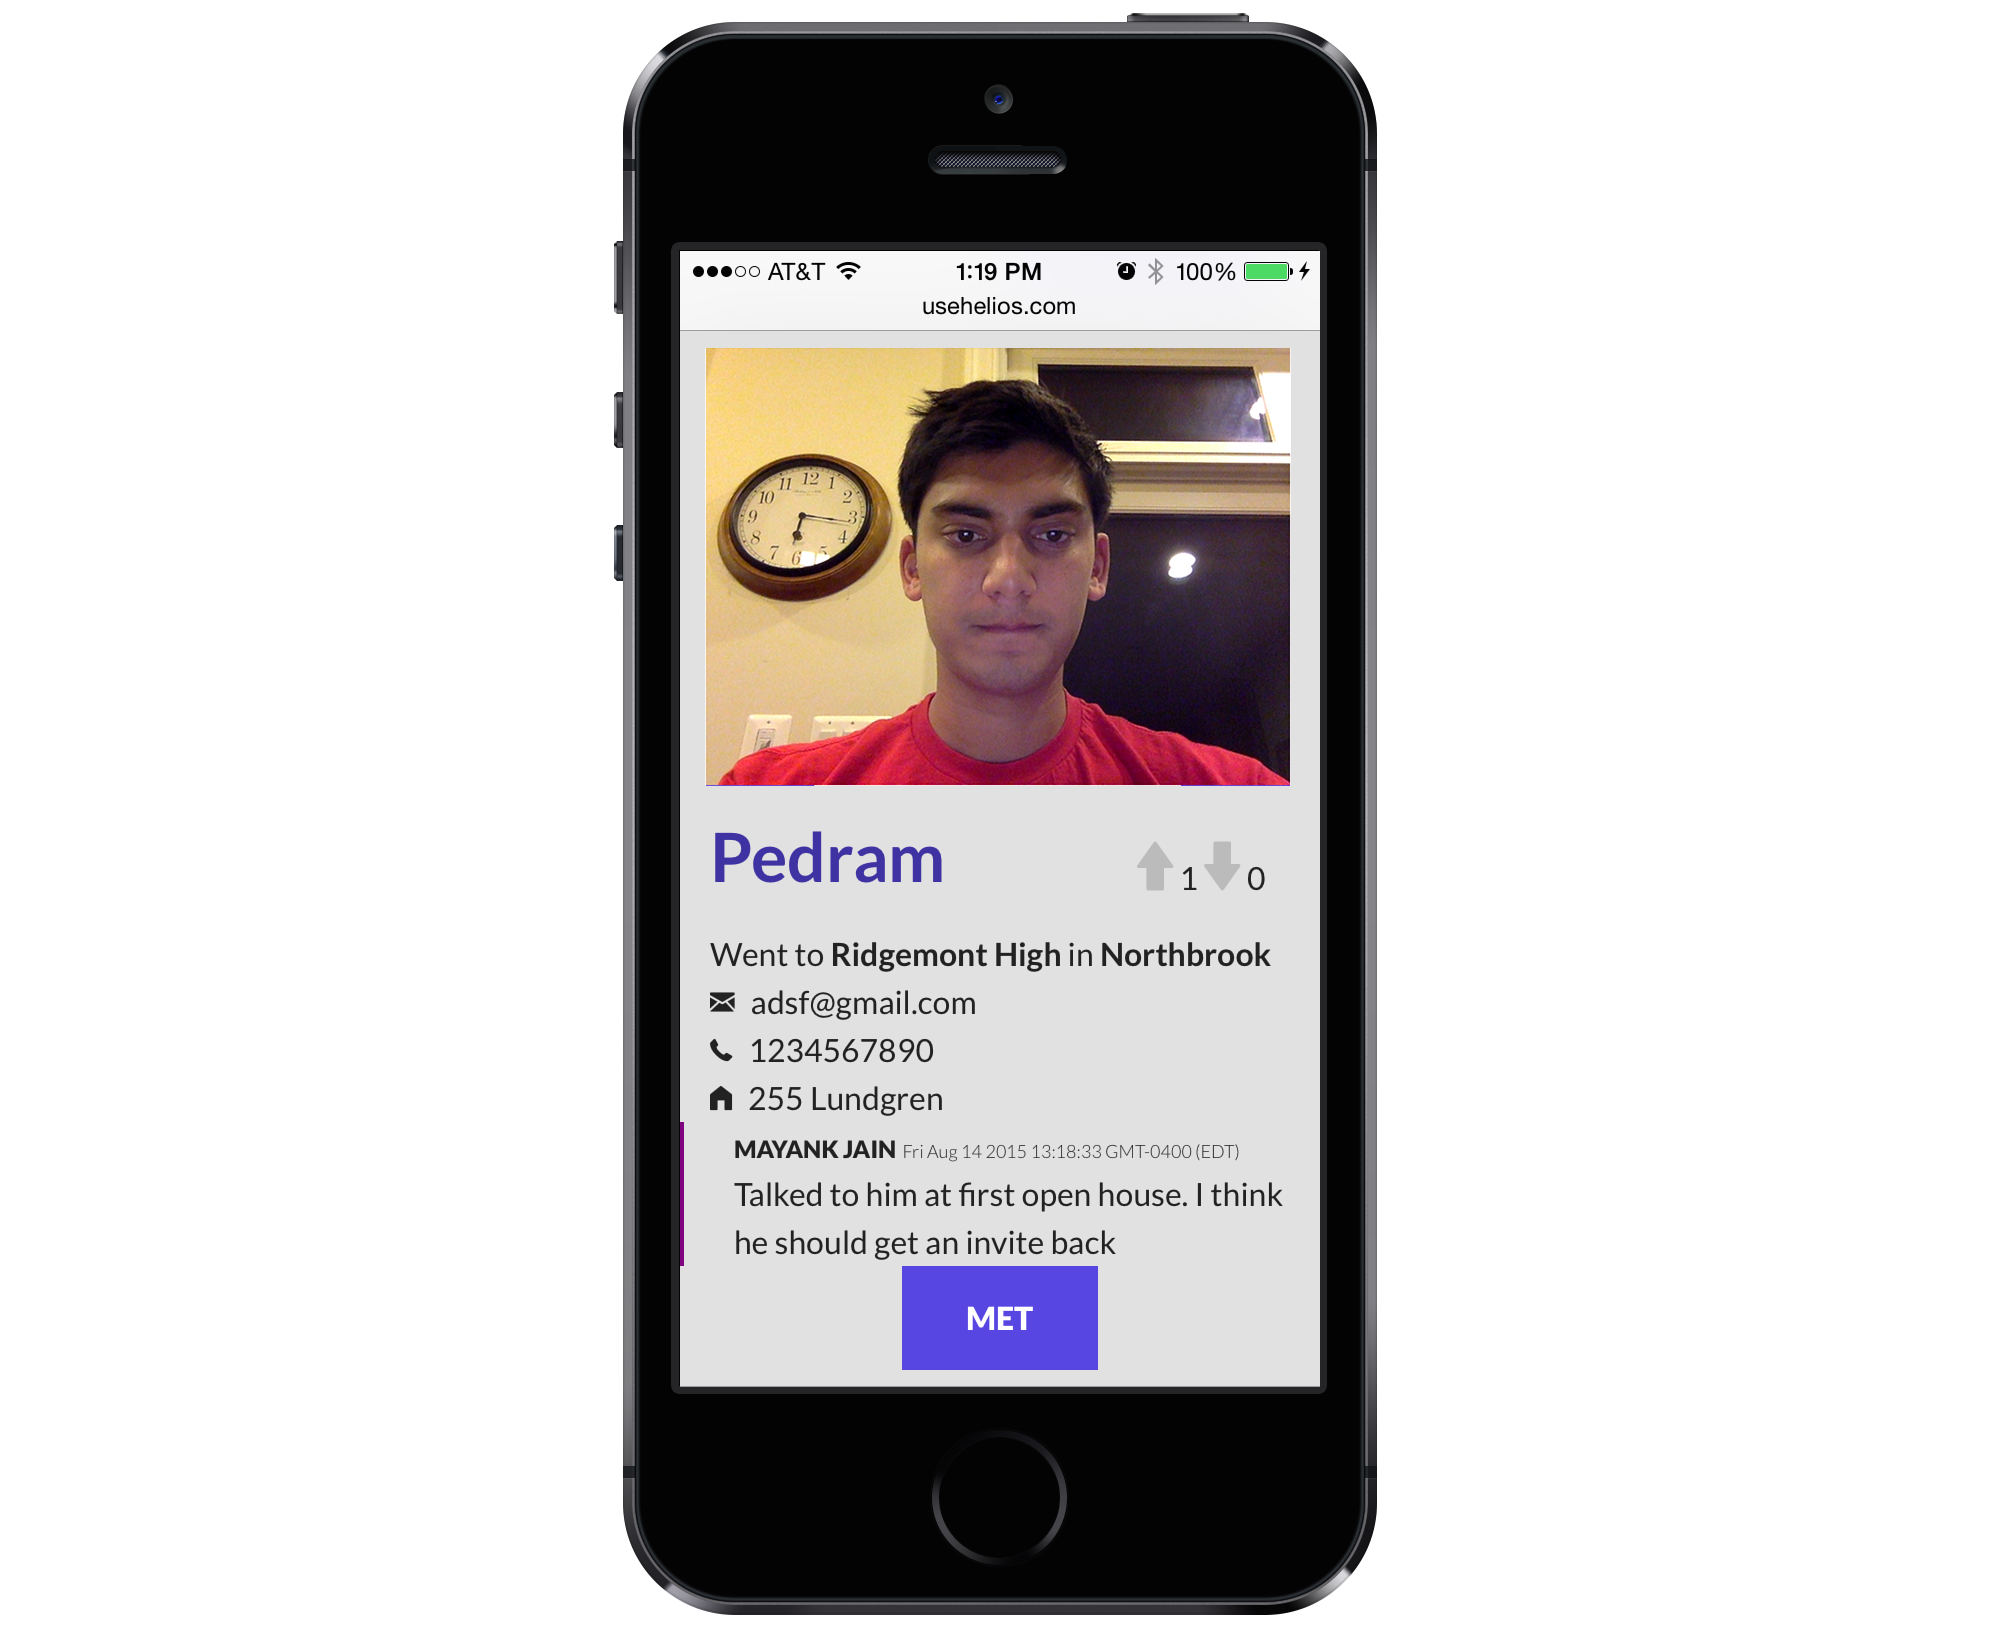 AT&T 1:19 PM 100%
usehelios.com
12
11 1
10 2
9 3
8 4
7 5
6
Pedram 1 0
Went to Ridgemont High in Northbrook
adsf@gmail.com
1234567890
255 Lundgren
MAYANK JAIN Fri Aug 14 2015 13:18:33 GMT-0400 (EDT)
Talked to him at first open house. I think
he should get an invite back
MET